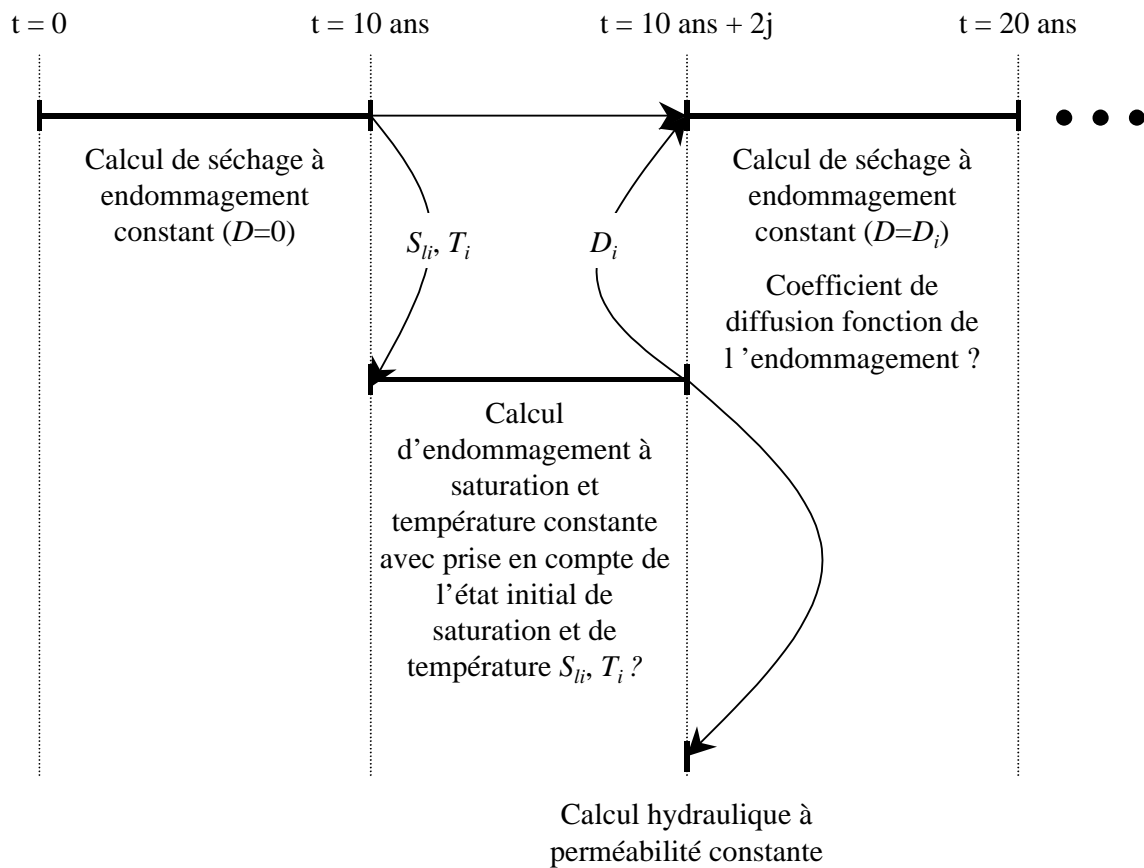 t = 0
t = 10 ans
t = 10 ans + 2j
t = 20 ans
Calcul de séchage à
endommagement
constant (D=0)
S_li, T_i
D_i
Calcul de séchage à
endommagement
constant (D=D_i)
Coefficient de
diffusion fonction de
l ’endommagement ?
Calcul
d’endommagement à
saturation et
température constante
avec prise en compte de
l’état initial de
saturation et de
température S_li, T_i ?
Calcul hydraulique à
perméabilité constante